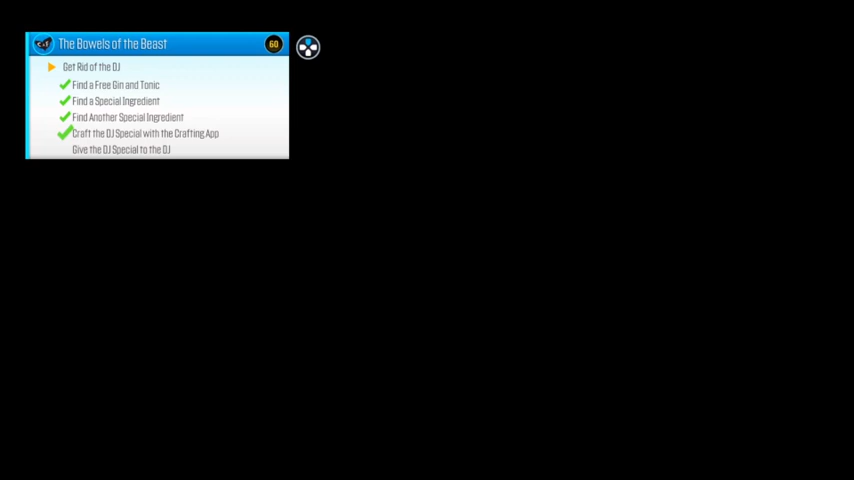 The Bowels of the Beast 60
Get Rid of the DJ
Find a Free Gin and Tonic
Find a Special Ingredient
Find Another Special Ingredient
Craft the DJ Special with the Crafting App
Give the DJ Special to the DJ